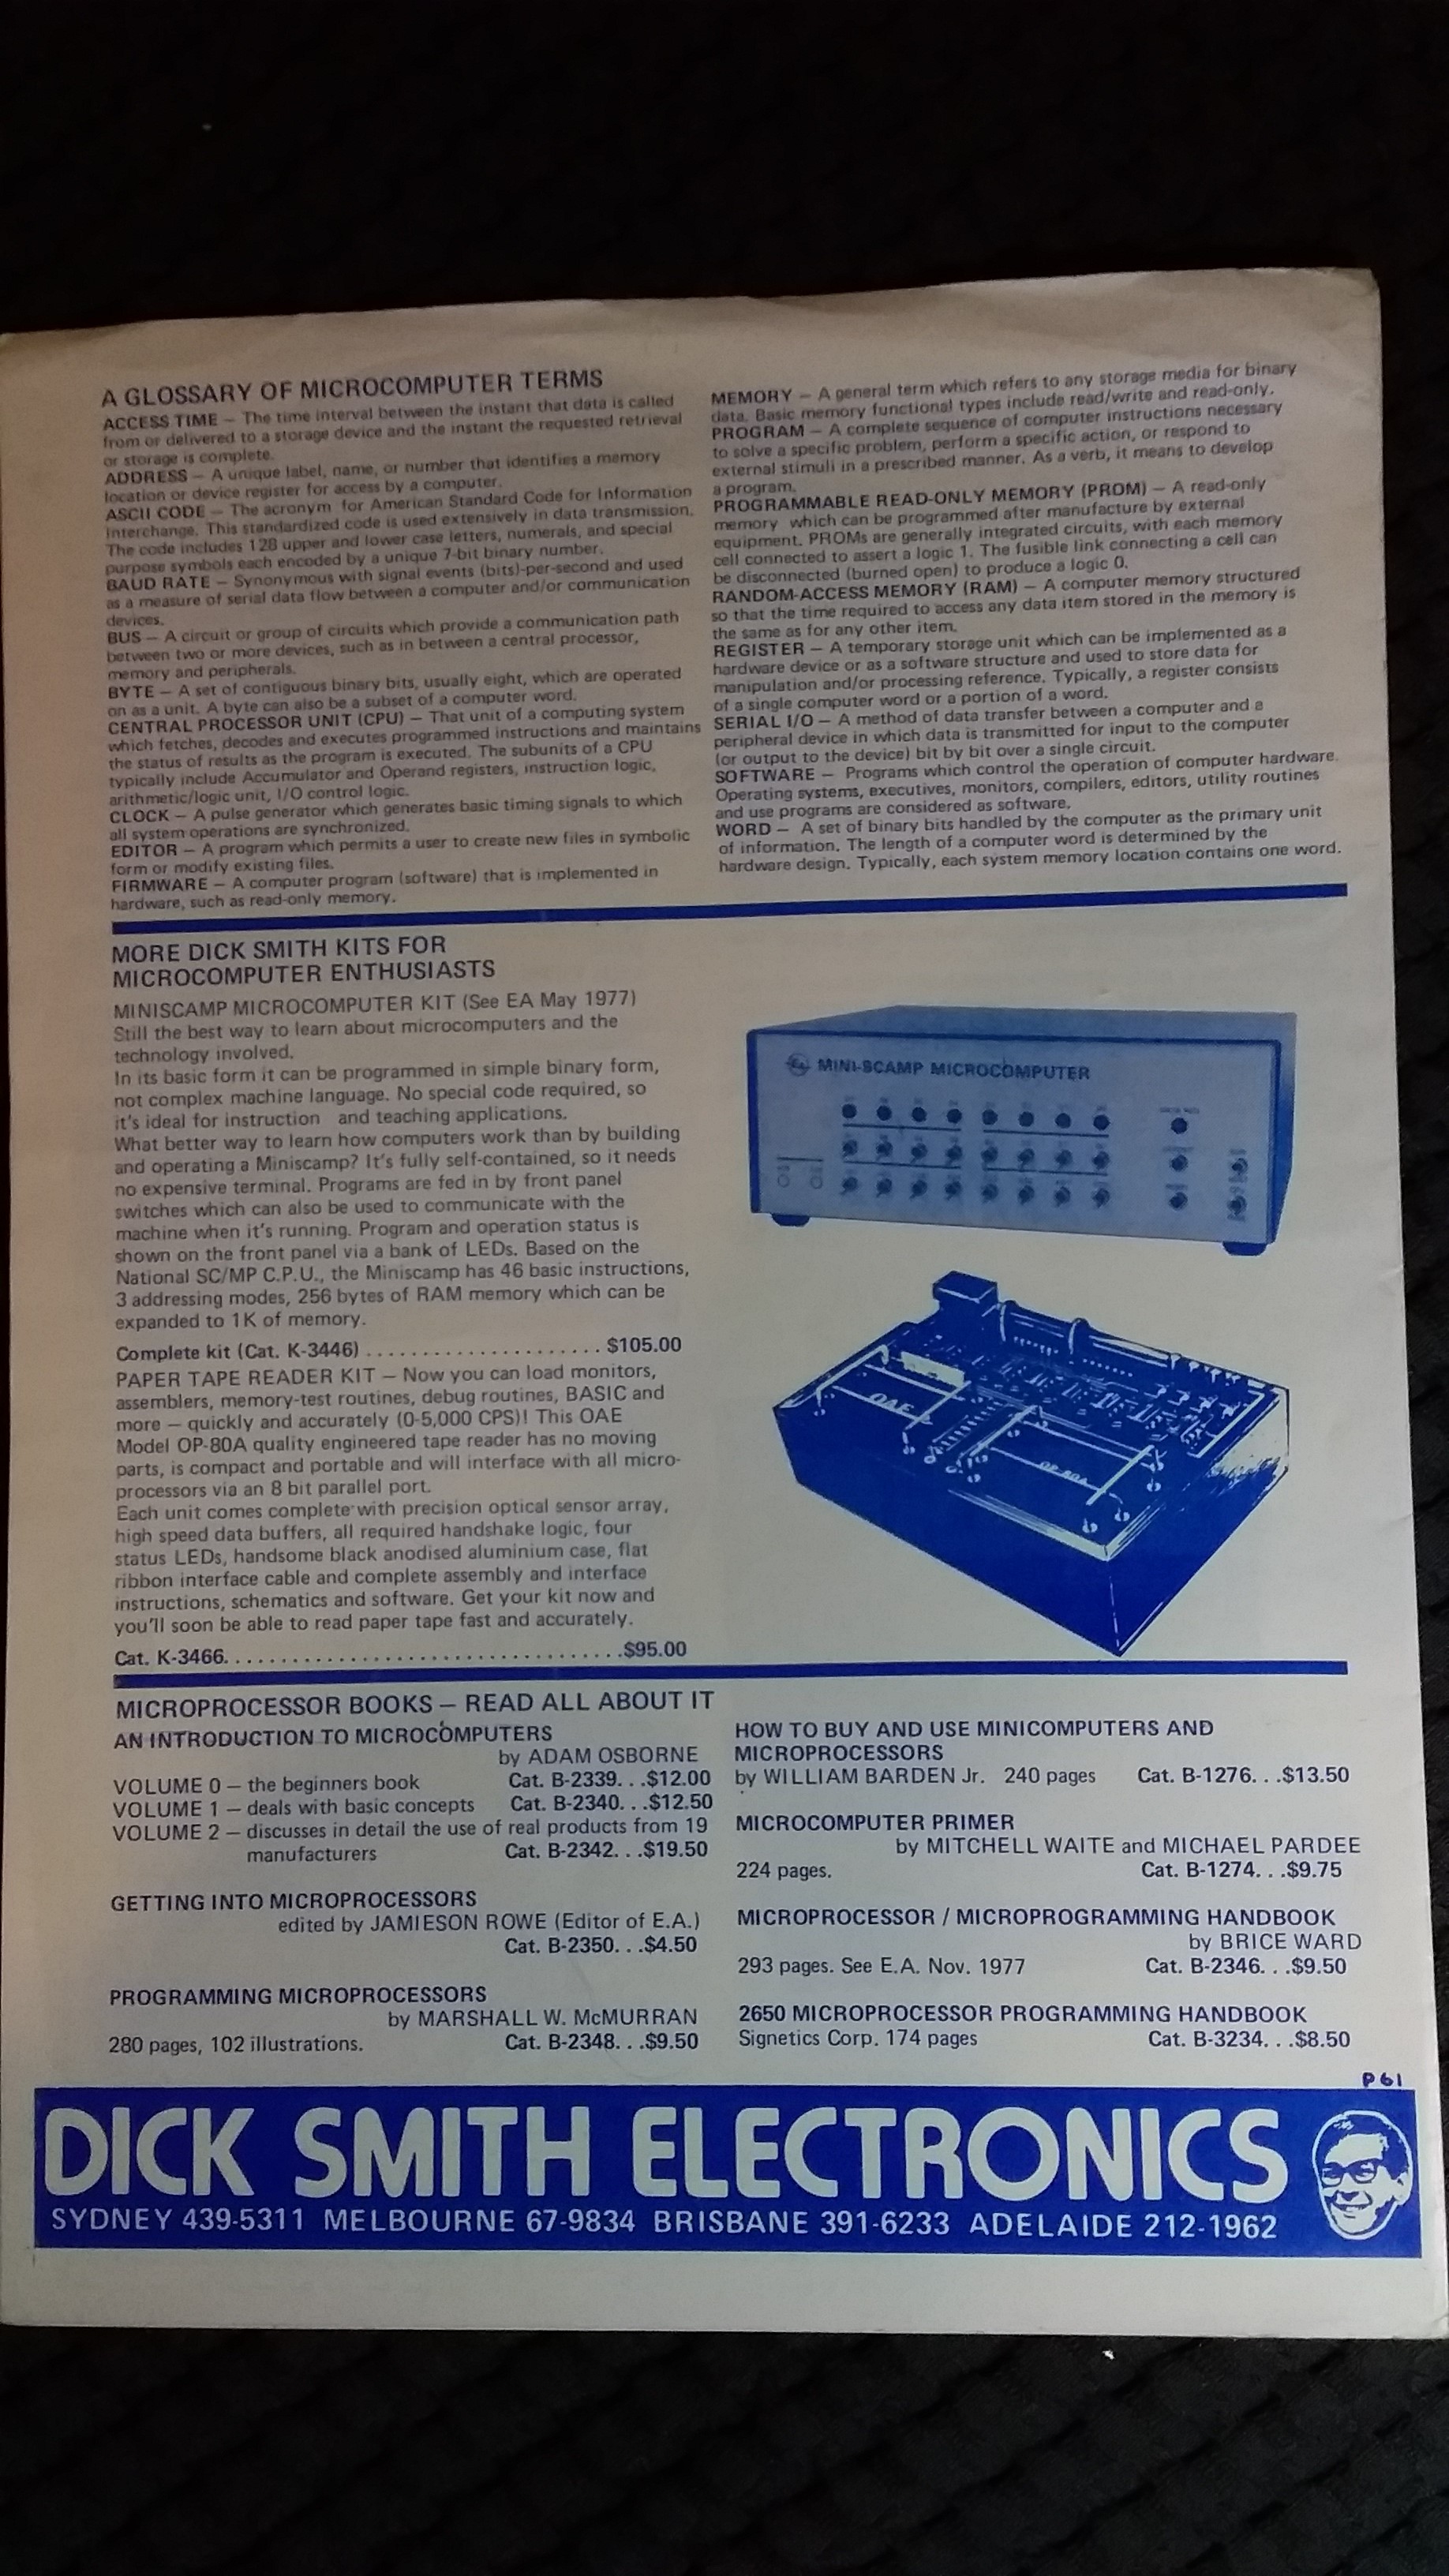 A GLOSSARY OF MICROCOMPUTER TERMS
ACCESS TIME — The time interval between the instant that data is called
from or delivered to a storage device and the instant the requested retrieval
or storage is complete.
ADDRESS — A unique label, name, or number that identifies a memory
location or device register for access by a computer.
ASCII CODE — The acronym for American Standard Code for Information
Interchange. This standardized code is used extensively in data transmission.
The code includes 128 upper and lower case letters, numerals, and special
purpose symbols each encoded by a unique 7-bit binary number.
BAUD RATE — Synonymous with signal events (bits)-per-second and used
as a measure of serial data flow between a computer and/or communication
devices.
BUS — A circuit or group of circuits which provide a communication path
between two or more devices, such as in between a central processor,
memory and peripherals.
BYTE — A set of contiguous binary bits, usually eight, which are operated
on as a unit. A byte can also be a subset of a computer word.
CENTRAL PROCESSOR UNIT (CPU) — That unit of a computing system
which fetches, decodes and executes programmed instructions and maintains
the status of results as the program is executed. The subunits of a CPU
typically include Accumulator and Operand registers, instruction logic,
arithmetic/logic unit, I/O control logic.
CLOCK — A pulse generator which generates basic timing signals to which
all system operations are synchronized.
EDITOR — A program which permits a user to create new files in symbolic
form or modify existing files.
FIRMWARE — A computer program (software) that is implemented in
hardware, such as read-only memory.
MEMORY — A general term which refers to any storage media for binary
data. Basic memory functional types include read/write and read-only.
PROGRAM — A complete sequence of computer instructions necessary
to solve a specific problem, perform a specific action, or respond to
external stimuli in a prescribed manner. As a verb, it means to develop
a program.
PROGRAMMABLE READ-ONLY MEMORY (PROM) — A read-only
memory which can be programmed after manufacture by external
equipment. PROMs are generally integrated circuits, with each memory
cell connected to assert a logic 1. The fusible link connecting a cell can
be disconnected (burned open) to produce a logic 0.
RANDOM-ACCESS MEMORY (RAM) — A computer memory structured
so that the time required to access any data item stored in the memory is
the same as for any other item.
REGISTER — A temporary storage unit which can be implemented as a
hardware device or as a software structure and used to store data for
manipulation and/or processing reference. Typically, a register consists
of a single computer word or a portion of a word.
SERIAL I/O — A method of data transfer between a computer and a
peripheral device in which data is transmitted for input to the computer
(or output to the device) bit by bit over a single circuit.
SOFTWARE — Programs which control the operation of computer hardware.
Operating systems, executives, monitors, compilers, editors, utility routines
and use programs are considered as software.
WORD — A set of binary bits handled by the computer as the primary unit
of information. The length of a computer word is determined by the
hardware design. Typically, each system memory location contains one word.
MORE DICK SMITH KITS FOR
MICROCOMPUTER ENTHUSIASTS
MINISCAMP MICROCOMPUTER KIT (See EA May 1977)
Still the best way to learn about microcomputers and the
technology involved.
In its basic form it can be programmed in simple binary form,
not complex machine language. No special code required, so
it's ideal for instruction and teaching applications.
What better way to learn how computers work than by building
and operating a Miniscamp? It's fully self-contained, so it needs
no expensive terminal. Programs are fed in by front panel
switches which can also be used to communicate with the
machine when it's running. Program and operation status is
shown on the front panel via a bank of LEDs. Based on the
National SC/MP C.P.U., the Miniscamp has 46 basic instructions,
3 addressing modes, 256 bytes of RAM memory which can be
expanded to 1K of memory.
Complete kit (Cat. K-3446) . . . . . . . . . . . . . . . . . . . . . $105.00
PAPER TAPE READER KIT — Now you can load monitors,
assemblers, memory-test routines, debug routines, BASIC and
more — quickly and accurately (0-5,000 CPS)! This OAE
Model OP-80A quality engineered tape reader has no moving
parts, is compact and portable and will interface with all micro-
processors via an 8 bit parallel port.
Each unit comes complete with precision optical sensor array,
high speed data buffers, all required handshake logic, four
status LEDs, handsome black anodised aluminium case, flat
ribbon interface cable and complete assembly and interface
instructions, schematics and software. Get your kit now and
you'll soon be able to read paper tape fast and accurately.
Cat. K-3466. . . . . . . . . . . . . . . . . . . . . . . . . . . . . . . . . . .$95.00
MINI-SCAMP MICROCOMPUTER
OAE
OP-80A
MICROPROCESSOR BOOKS — READ ALL ABOUT IT
AN INTRODUCTION TO MICROCOMPUTERS
by ADAM OSBORNE
VOLUME 0 — the beginners book Cat. B-2339. . .$12.00
VOLUME 1 — deals with basic concepts Cat. B-2340. . .$12.50
VOLUME 2 — discusses in detail the use of real products from 19
manufacturers Cat. B-2342. . .$19.50
GETTING INTO MICROPROCESSORS
edited by JAMIESON ROWE (Editor of E.A.)
Cat. B-2350. . .$4.50
PROGRAMMING MICROPROCESSORS
by MARSHALL W. McMURRAN
280 pages, 102 illustrations. Cat. B-2348. . .$9.50
HOW TO BUY AND USE MINICOMPUTERS AND
MICROPROCESSORS
by WILLIAM BARDEN Jr. 240 pages Cat. B-1276. . .$13.50
MICROCOMPUTER PRIMER
by MITCHELL WAITE and MICHAEL PARDEE
224 pages. Cat. B-1274. . .$9.75
MICROPROCESSOR / MICROPROGRAMMING HANDBOOK
by BRICE WARD
293 pages. See E.A. Nov. 1977 Cat. B-2346. . .$9.50
2650 MICROPROCESSOR PROGRAMMING HANDBOOK
Signetics Corp. 174 pages Cat. B-3234. . .$8.50
P61
DICK SMITH ELECTRONICS
SYDNEY 439-5311 MELBOURNE 67-9834 BRISBANE 391-6233 ADELAIDE 212-1962